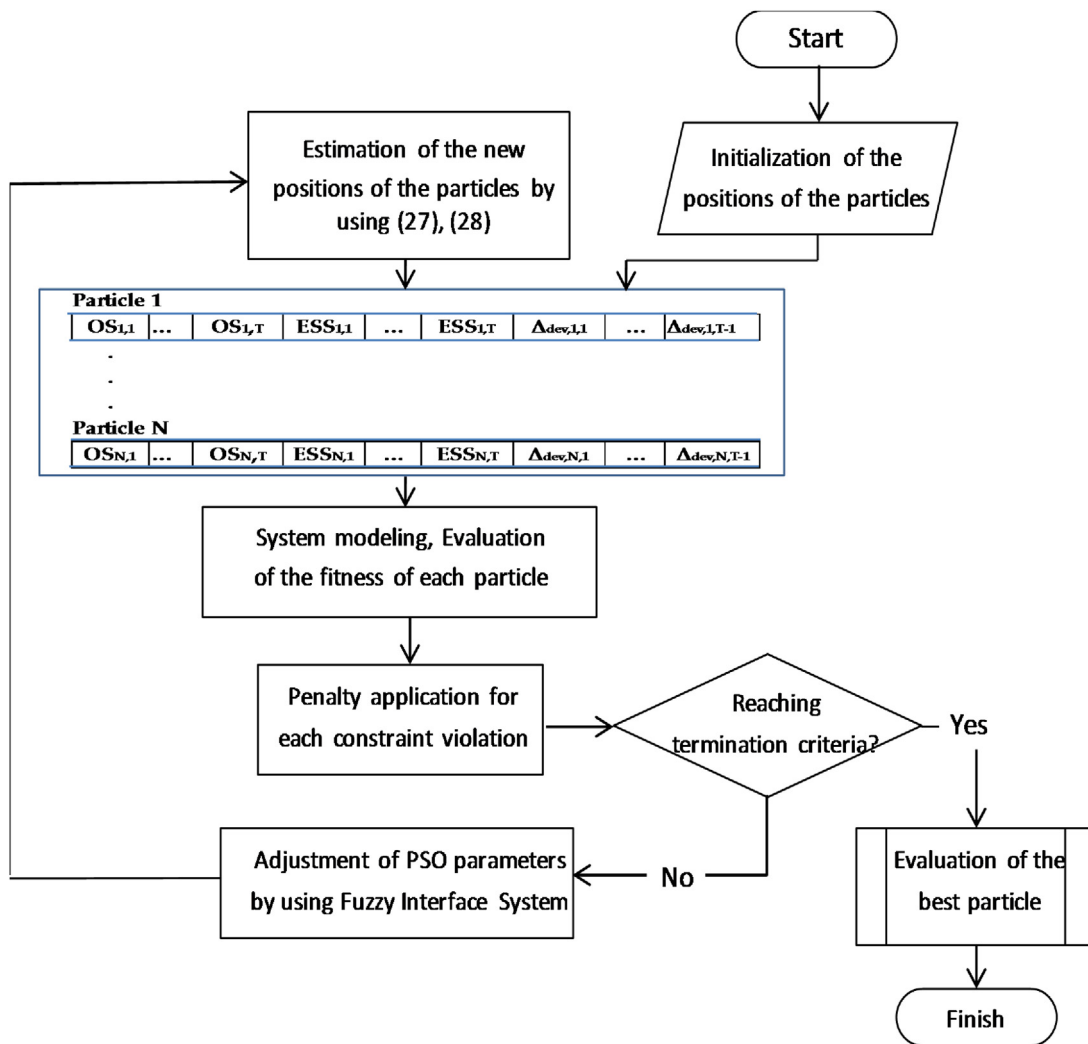 Start
Initialization of the
positions of the particles
Estimation of the new
positions of the particles by
using (27), (28)
Particle 1
OS1,1 ... OS1,T ESS1,1 ... ESS1,T Δdev,1,1 ... Δdev,1,T-1
Particle N
OSN,1 ... OSN,T ESSN,1 ... ESSN,T Δdev,N,1 ... Δdev,N,T-1
System modeling, Evaluation
of the fitness of each particle
Penalty application for
each constraint violation
Reaching
termination criteria?
Yes
No
Adjustment of PSO parameters
by using Fuzzy Interface System
Evaluation of the
best particle
Finish